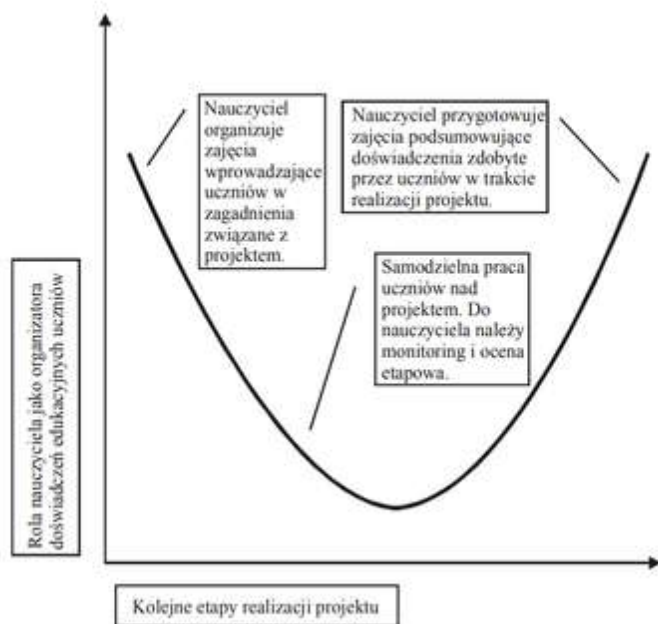 Nauczyciel
organizuje
zajęcia
wprowadzające
uczniów w
zagadnienia
związane z
projektem.
Nauczyciel przygotowuje
zajęcia podsumowujące
doświadczenia zdobyte
przez uczniów w trakcie
realizacji projektu.
Samodzielna praca
uczniów nad
projektem. Do
nauczyciela należy
monitoring i ocena
etapowa.
Rola nauczyciela jako organizatora
doświadczeń edukacyjnych uczniów
Kolejne etapy realizacji projektu